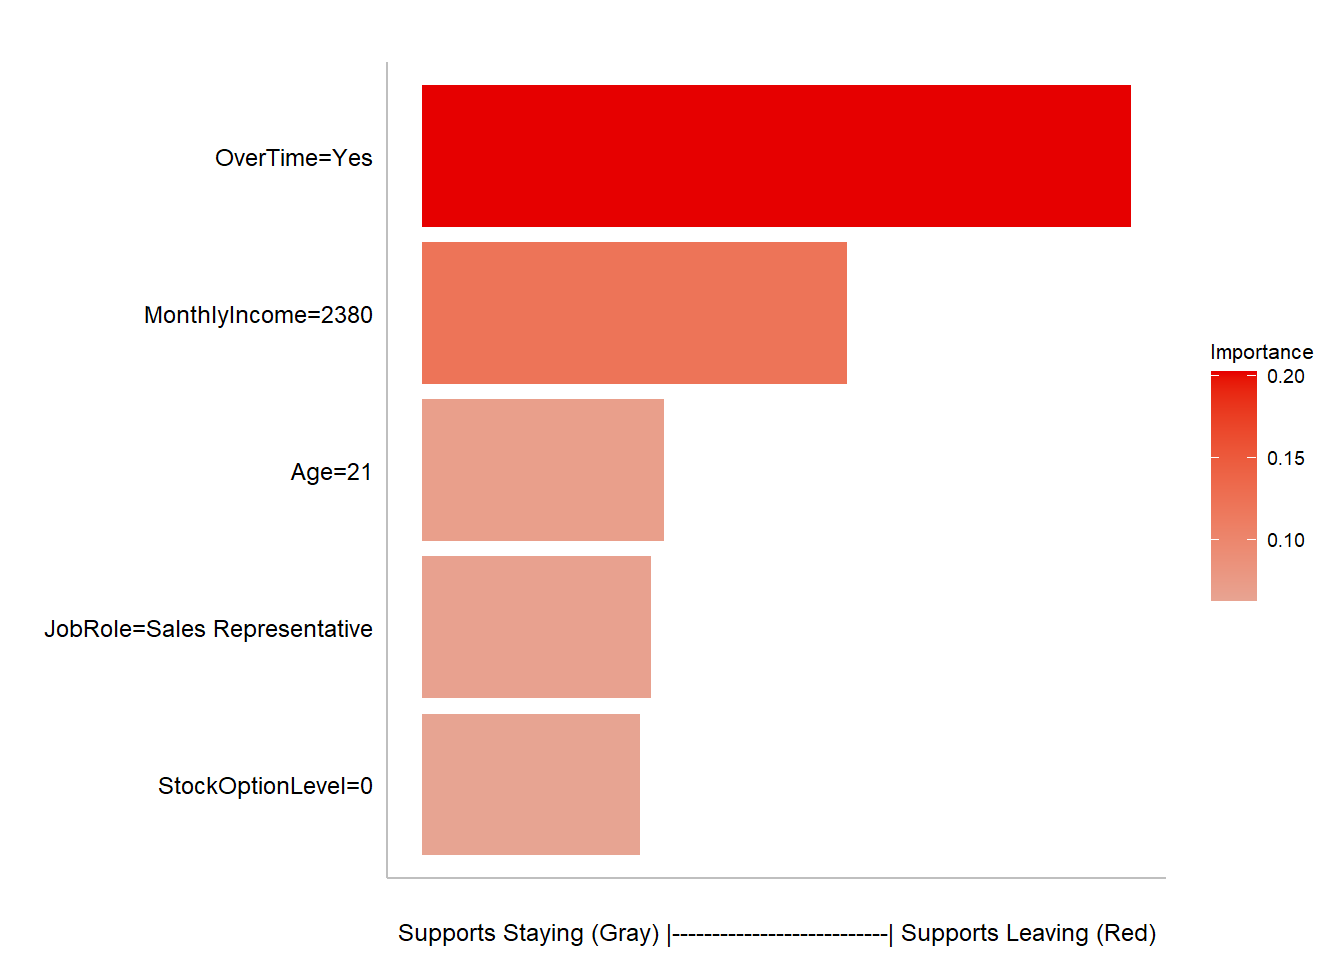 OverTime=Yes
MonthlyIncome=2380
Age=21
JobRole=Sales Representative
StockOptionLevel=0
Importance
0.20
0.15
0.10
Supports Staying (Gray) |---------------------------| Supports Leaving (Red)